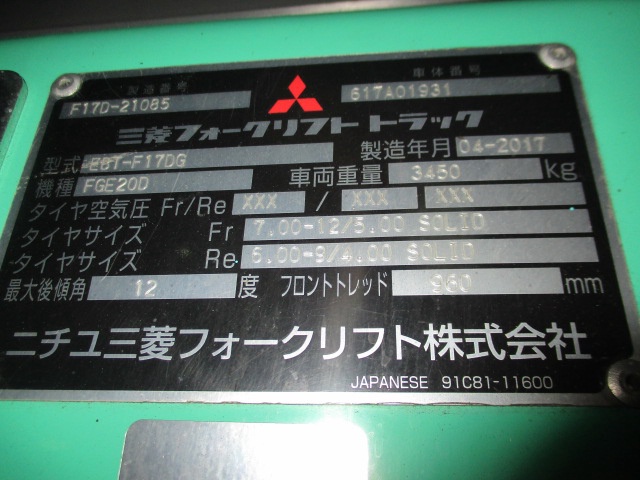 製造番号 車体番号
F17D-21085 617A01931
三菱フォークリフト トラック
型式 EBT-F17DG 製造年月 04-2017
機種 FGE20D 車両重量 3450 kg
タイヤ空気圧 Fr/Re XXX / XXX XXX
タイヤサイズ Fr 7.00-12/5.00 SOLID
タイヤサイズ Re 6.00-9/4.00 SOLID
最大後傾角 12 度 フロントトレッド 960 mm
ニチユ三菱フォークリフト株式会社
JAPANESE 91C81-11600